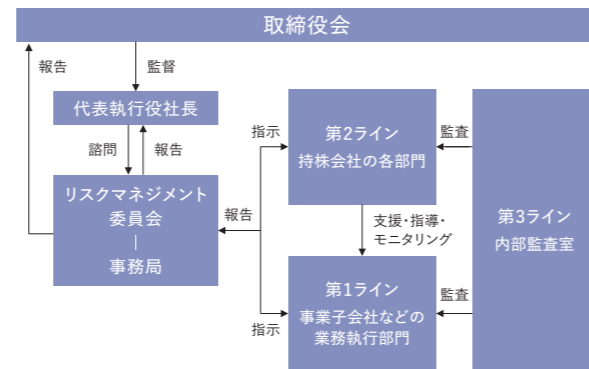 取締役会
報告
監督
代表執行役社長
諮問
報告
リスクマネジメント
委員会
｜
事務局
報告
指示
指示
第2ライン
持株会社の各部門
支援・指導・
モニタリング
第1ライン
事業子会社などの
業務執行部門
監査
監査
第3ライン
内部監査室